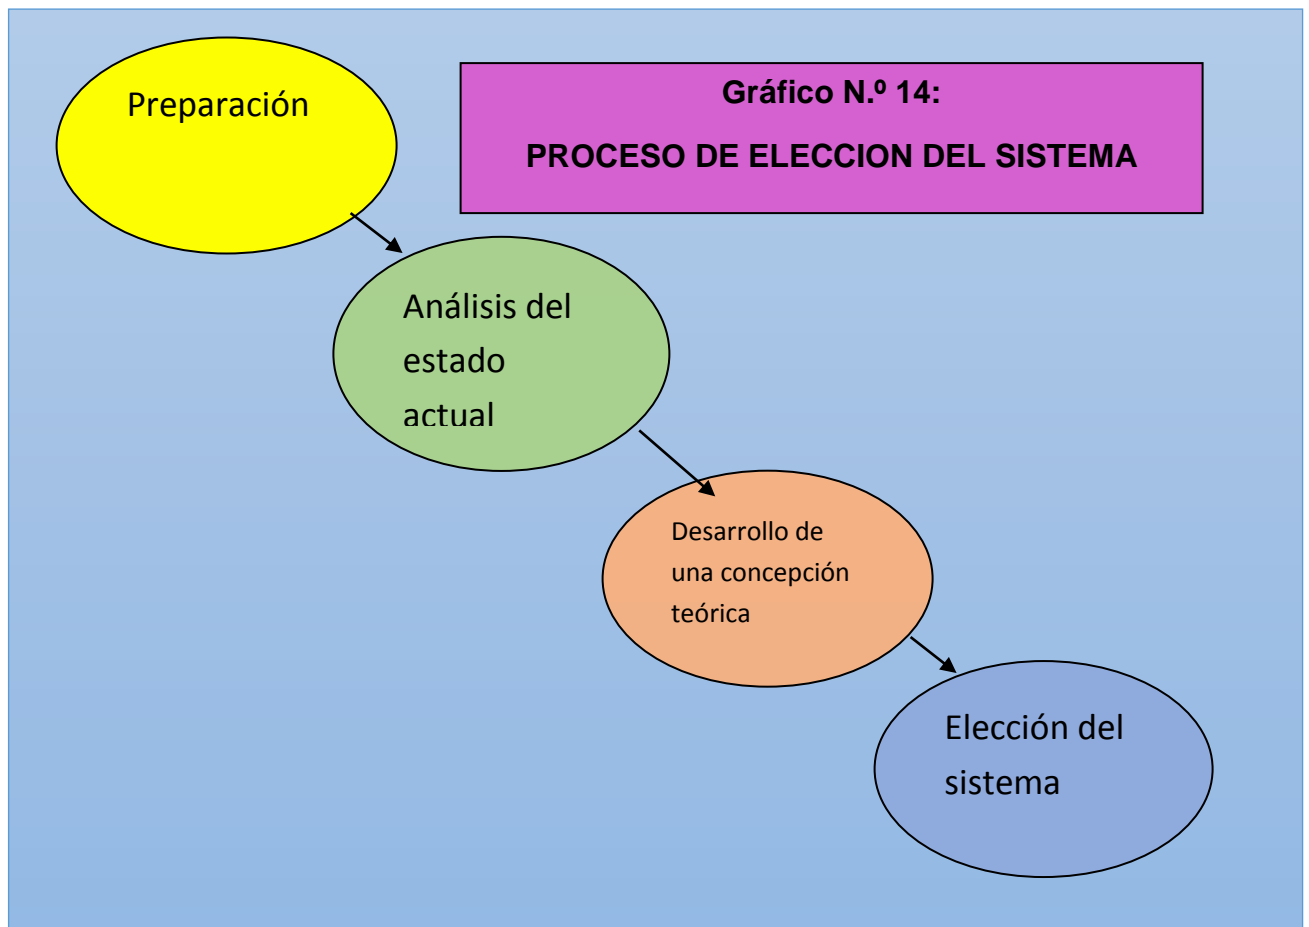 Preparación
Gráfico N.º 14:
PROCESO DE ELECCION DEL SISTEMA
Análisis del
estado
actual
Desarrollo de
una concepción
teórica
Elección del
sistema